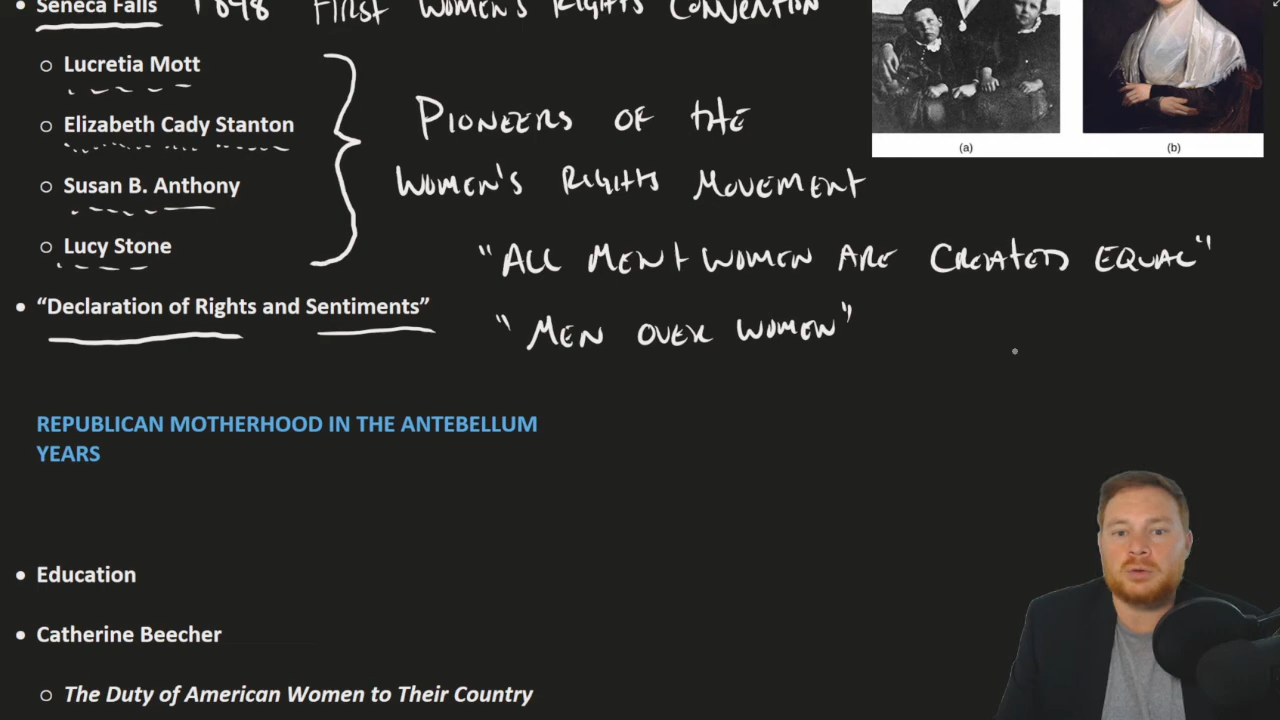 • Seneca Falls 1848 FIRST WOMEN'S RIGHTS CONVENTION
○ Lucretia Mott
○ Elizabeth Cady Stanton
○ Susan B. Anthony
○ Lucy Stone
PIONEERS OF THE
WOMEN'S RIGHTS MOVEMENT
(a)
(b)
"ALL MEN + WOMEN ARE CREATED EQUAL"
• “Declaration of Rights and Sentiments”
"MEN OVER WOMEN"
REPUBLICAN MOTHERHOOD IN THE ANTEBELLUM
YEARS
• Education
• Catherine Beecher
○ The Duty of American Women to Their Country